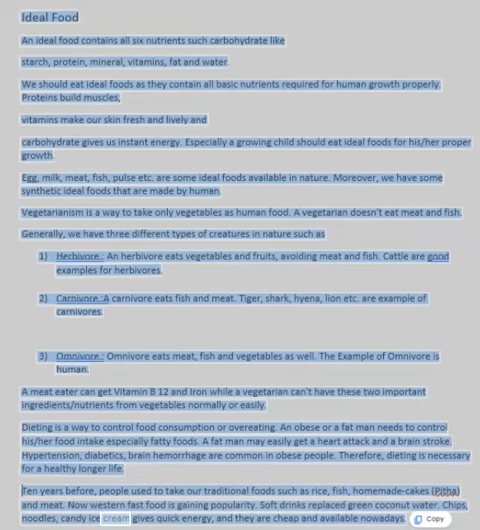 Ideal Food
An ideal food contains all six nutrients such carbohydrate like
starch, protein, mineral, vitamins, fat and water.
We should eat ideal foods as they contain all basic nutrients required for human growth properly.
Proteins build muscles,
vitamins make our skin fresh and lively and
carbohydrate gives us instant energy. Especially a growing child should eat ideal foods for his/her proper
growth.
Egg, milk, meat, fish, pulse etc. are some ideal foods available in nature. Moreover, we have some
synthetic ideal foods that are made by human.
Vegetarianism is a way to take only vegetables as human food. A vegetarian doesn't eat meat and fish.
Generally, we have three different types of creatures in nature such as
1) Herbivore.: An herbivore eats vegetables and fruits, avoiding meat and fish. Cattle are good
examples for herbivores.
2) Carnivore.:A carnivore eats fish and meat. Tiger, shark, hyena, lion etc. are example of
carnivores.
3) Omnivore.: Omnivore eats meat, fish and vegetables as well. The Example of Omnivore is
human.
A meat eater can get Vitamin B 12 and Iron while a vegetarian can't have these two important
ingredients/nutrients from vegetables normally or easily.
Dieting is a way to control food consumption or overeating. An obese or a fat man needs to control
his/her food intake especially fatty foods. A fat man may easily get a heart attack and a brain stroke.
Hypertension, diabetics, brain hemorrhage are common in obese people. Therefore, dieting is necessary
for a healthy longer life.
Ten years before, people used to take our traditional foods such as rice, fish, homemade-cakes (Pitha)
and meat. Now western fast food is gaining popularity. Soft drinks replaced green coconut water. Chips,
noodles, candy ice cream gives quick energy, and they are cheap and available nowadays
Copy